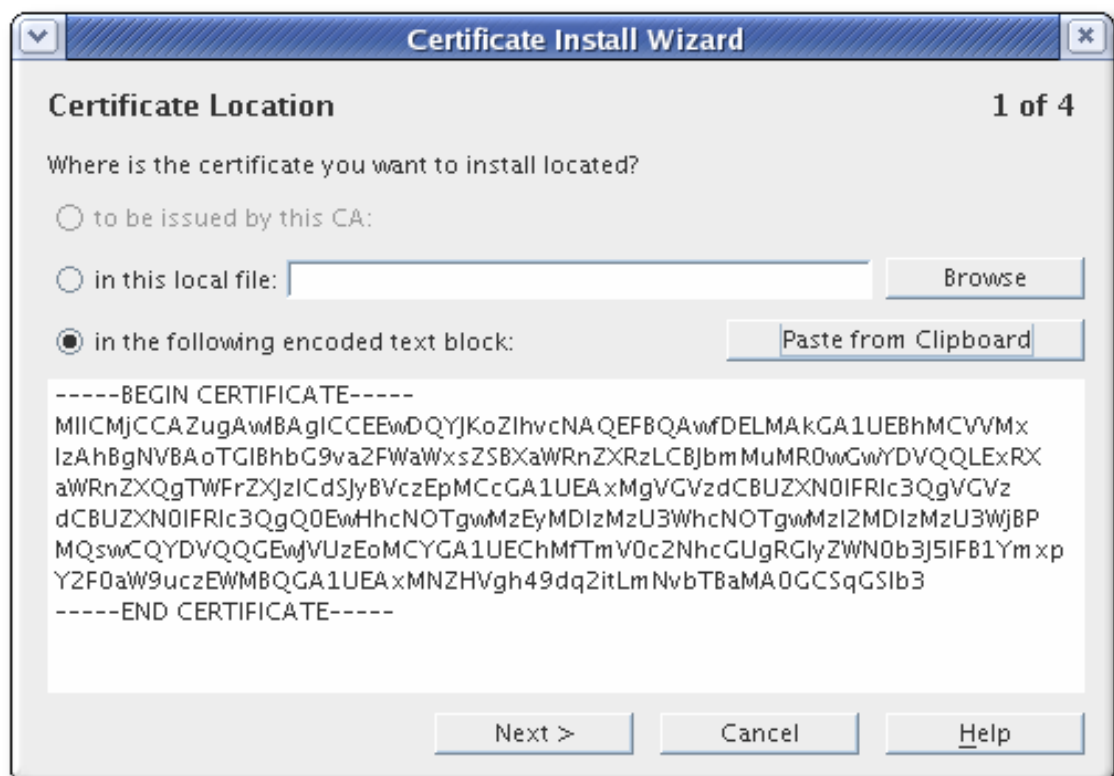 Certificate Install Wizard
Certificate Location 1 of 4
Where is the certificate you want to install located?
to be issued by this CA:
in this local file: Browse
in the following encoded text block: Paste from Clipboard
-----BEGIN CERTIFICATE-----
MIICMjCCAZugAwIBAgICCEEwDQYJKoZIhvcNAQEFBQAwfDELMAkGA1UEBhMCVVMx
IzAhBgNVBAoTGlBhbG9va2FWaWxsZSBXaWRnZXRzLCBJbmMuMR0wGwYDVQQLExRX
aWRnZXQgTWFrZXJzICdSJyBVczEpMCcGA1UEAxMgVGVzdCBUZXN0IFRlc3QgVGVz
dCBUZXN0IFRlc3QgQ0EwHhcNOTgwMzEyMDIzMzU3WhcNOTgwMzI2MDIzMzU3WjBP
MQswCQYDVQQGEwJVUzEoMCYGA1UEChMfTmV0c2NhcGUgRGlyZWN0b3J5IFB1Ymxp
Y2F0aW9uczEWMBQGA1UEAxMNZHVgh49dq2itLmNvbTBaMA0GCSqGSIb3
-----END CERTIFICATE-----
Next > Cancel Help